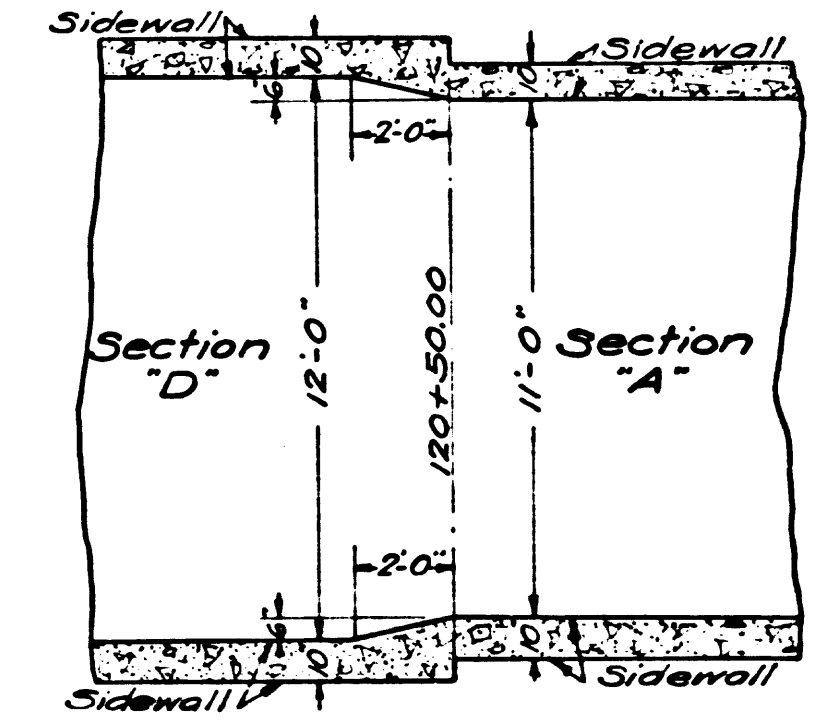 Sidewall
10
10
Sidewall
6"
2'-0"
Section
"D"
12'-0"
120+50.00
11'-0"
Section
"A"
2'-0"
6"
10
10
Sidewall
Sidewall